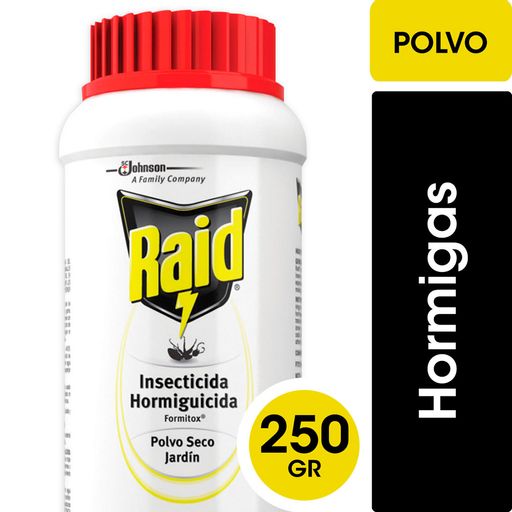 SC Johnson
A Family Company
Raid®
Insecticida
Hormiguicida
Formitox®
Polvo Seco
Jardín
250
GR
POLVO
Hormigas